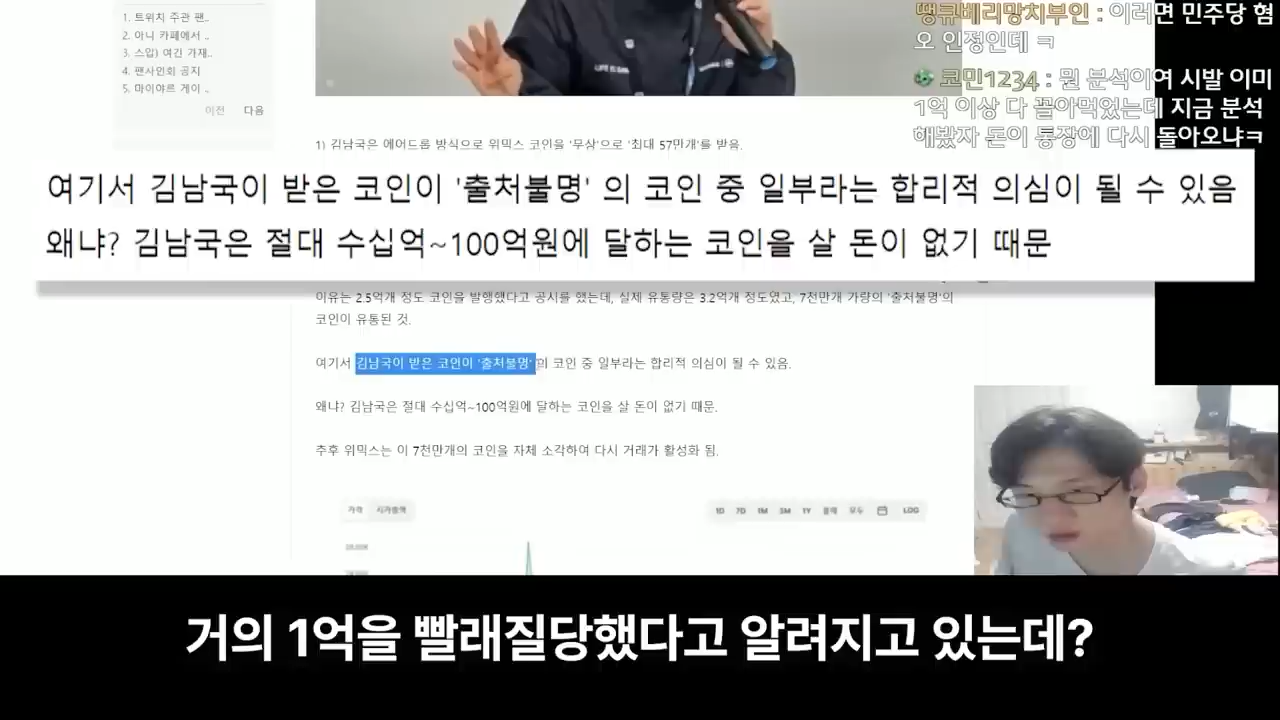 1. 트위치 주관 팬..
2. 아니 카페에서 ..
3. 스압) 여긴 가재..
4. 팬사인회 공지
5. 마이야르 게이 ..
이전 다음
땡큐베리망치부인 : 이러면 민주당 혐
오 인정인데 ㅋ
코민1234 : 뭔 분석이여 시발 이미
1억 이상 다 꼴아먹었는데 지금 분석
해봤자 돈이 통장에 다시 돌아오냐ㅋ
1) 김남국은 에어드롭 방식으로 위믹스 코인을 '무상'으로 '최대 57만개'를 받음.
여기서 김남국이 받은 코인이 '출처불명' 의 코인 중 일부라는 합리적 의심이 될 수 있음
왜냐? 김남국은 절대 수십억~100억원에 달하는 코인을 살 돈이 없기 때문
이유는 2.5억개 정도 코인을 발행했다고 공시를 했는데, 실제 유통량은 3.2억개 정도였고, 7천만개 가량의 '출처불명'의
코인이 유통된 것.
여기서 김남국이 받은 코인이 '출처불명' 의 코인 중 일부라는 합리적 의심이 될 수 있음.
왜냐? 김남국은 절대 수십억~100억원에 달하는 코인을 살 돈이 없기 때문.
추후 위믹스는 이 7천만개의 코인을 자체 소각하여 다시 거래가 활성화 됨.
가격 시가총액 1D 7D 1M 3M 1Y 올해 모두 LOG
거의 1억을 빨래질당했다고 알려지고 있는데?